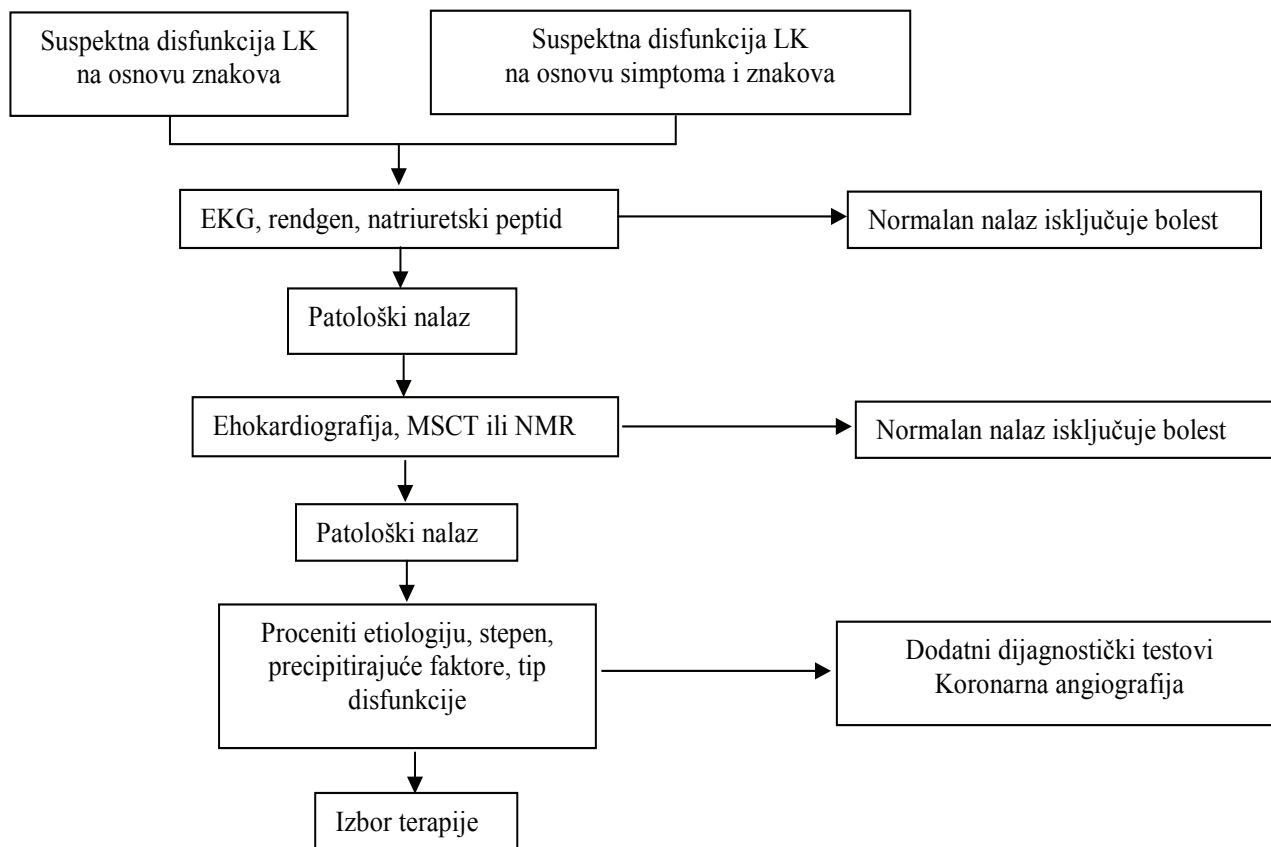 Suspektna disfunkcija LK
na osnovu znakova
Suspektna disfunkcija LK
na osnovu simptoma i znakova
EKG, rendgen, natriuretski peptid
Normalan nalaz isključuje bolest
Patološki nalaz
Ehokardiografija, MSCT ili NMR
Normalan nalaz isključuje bolest
Patološki nalaz
Proceniti etiologiju, stepen,
precipitirajuće faktore, tip
disfunkcije
Dodatni dijagnostički testovi
Koronarna angiografija
Izbor terapije